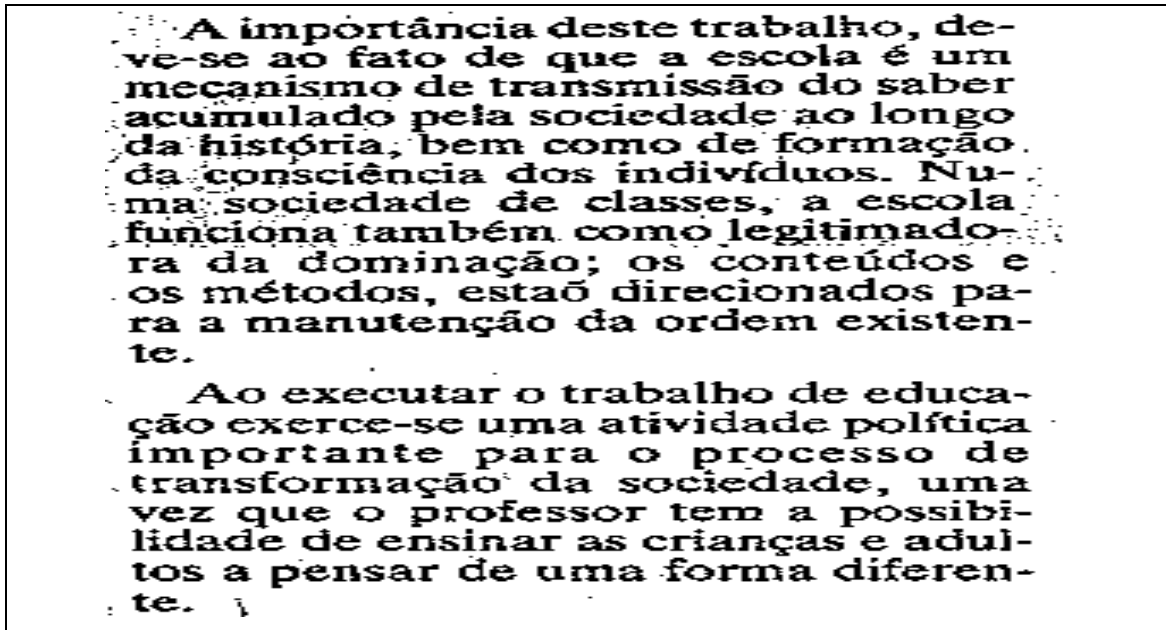 A importância deste trabalho, de-
ve-se ao fato de que a escola é um
mecanismo de transmissão do saber
acumulado pela sociedade ao longo
da história, bem como de formação
da consciência dos indivíduos. Nu-
ma sociedade de classes, a escola
funciona também como legitimado-
ra da dominação; os conteúdos e
os métodos, estaõ direcionados pa-
ra a manutenção da ordem existen-
te.
Ao executar o trabalho de educa-
ção exerce-se uma atividade política
importante para o processo de
transformação da sociedade, uma
vez que o professor tem a possibi-
lidade de ensinar as crianças e adul-
tos a pensar de uma forma diferen-
te.